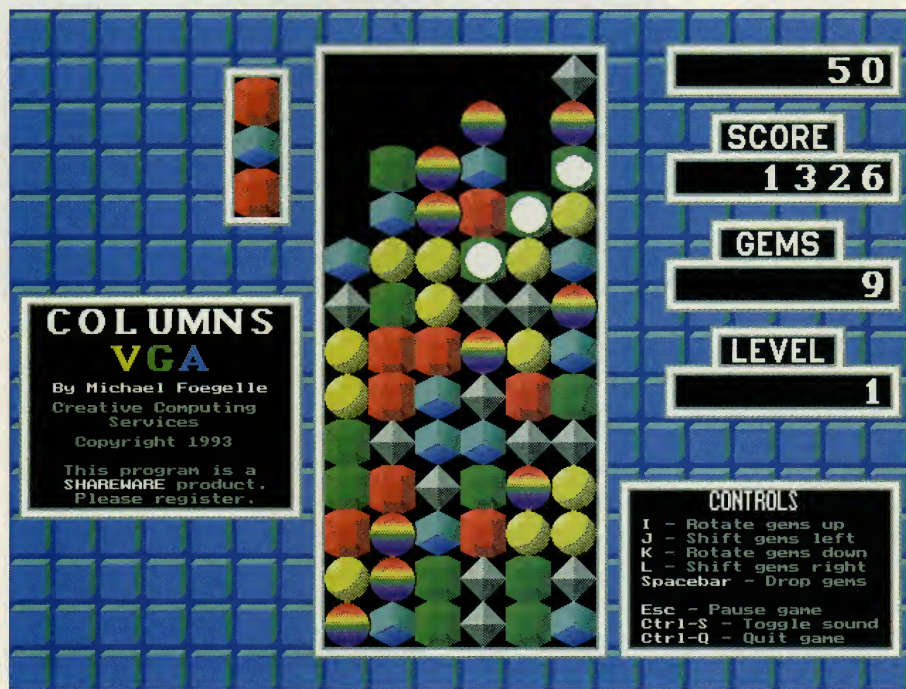 50
SCORE
1326
GEMS
9
LEVEL
1
COLUMNS
VGA
By Michael Foegelle
Creative Computing
Services
Copyright 1993
This program is a
SHAREWARE product.
Please register.
CONTROLS
I - Rotate gems up
J - Shift gems left
K - Rotate gems down
L - Shift gems right
Spacebar - Drop gems
Esc - Pause game
Ctrl-S - Toggle sound
Ctrl-Q - Quit game